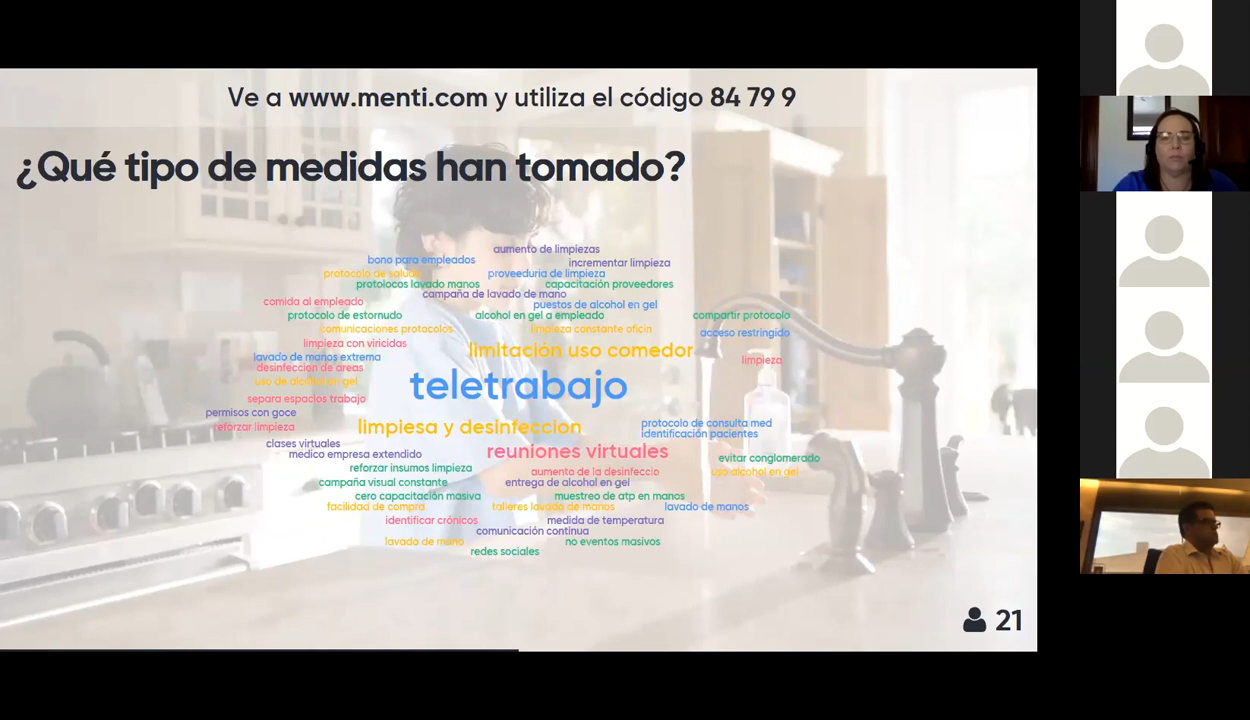 Ve a www.menti.com y utiliza el código 84 79 9
¿Qué tipo de medidas han tomado?
aumento de limpiezas
bono para empleados
incrementar limpieza
protocolo de saludo
proveeduria de limpieza
protolocos lavado manos
capacitación proveedores
campaña de lavado de mano
comida al empleado
puestos de alcohol en gel
protocolo de estornudo
alcohol en gel a empleado
compartir protocolo
comunicaciones protocolos
limpieza constante oficin
acceso restringido
limpieza con viricidas
limitación uso comedor
lavado de manos extrema
limpieza
desinfeccion de areas
uso de alcohol en gel
teletrabajo
separa espacios trabajo
permisos con goce
reforzar limpieza
limpiesa y desinfeccion
protocolo de consulta med
identificación pacientes
clases virtuales
medico empresa extendido
reuniones virtuales
evitar conglomerado
reforzar insumos limpieza
aumento de la desinfeccio
uso alcohol en gel
campaña visual constante
entrega de alcohol en gel
cero capacitación masiva
muestreo de atp en manos
facilidad de compra
talleres lavado de manos
lavado de manos
identificar crónicos
medida de temperatura
comunicación continua
lavado de mano
no eventos masivos
redes sociales
21